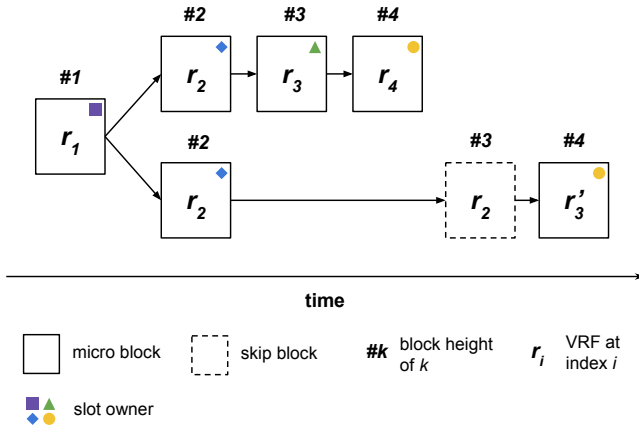 #2 #3 #4
#1
r2 r3 r4
r1
#2 #3 #4
r2 r2 r3'
time
micro block
skip block
#k block height of k
ri VRF at index i
slot owner